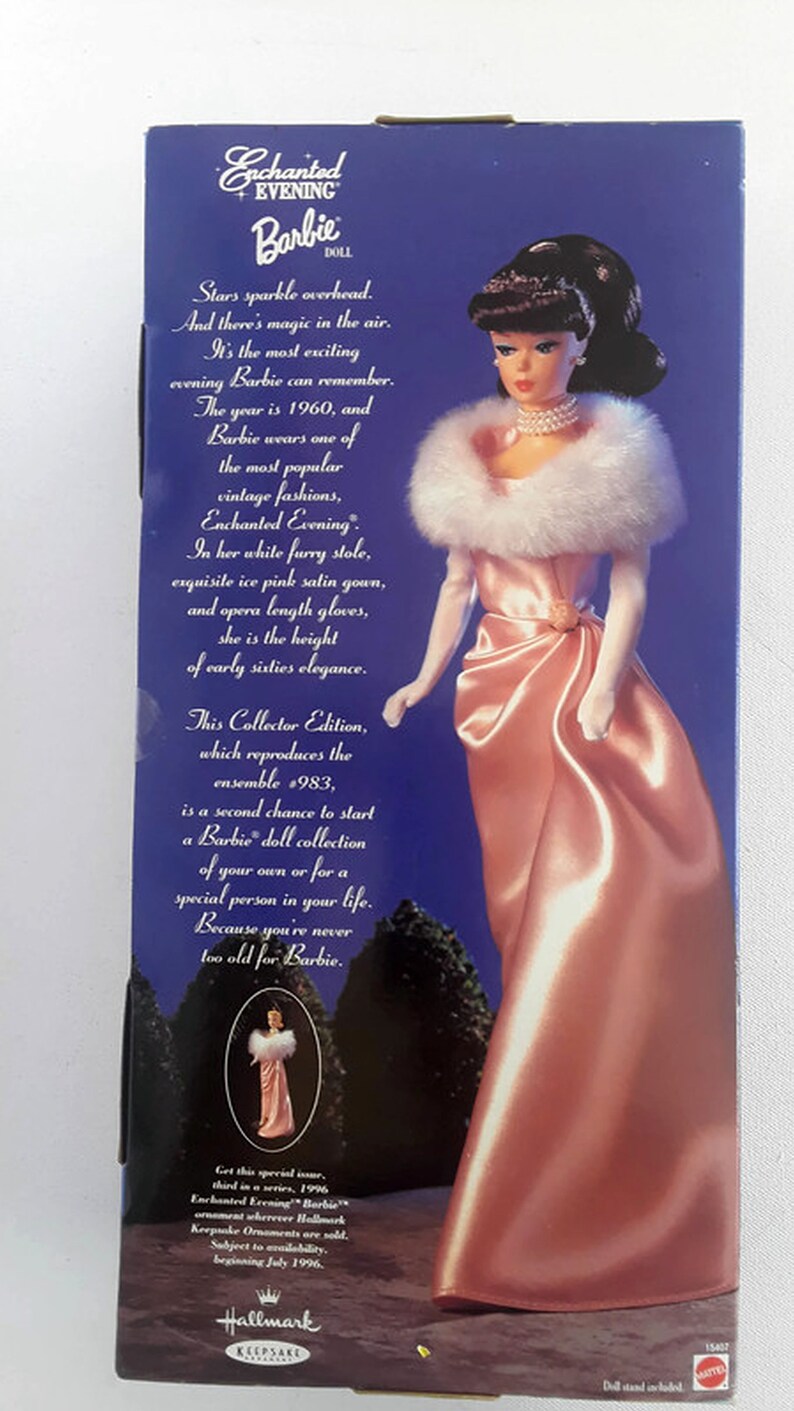 Enchanted
EVENING®
Barbie®
DOLL
Stars sparkle overhead.
And there's magic in the air.
It's the most exciting
evening Barbie can remember.
The year is 1960, and
Barbie wears one of
the most popular
vintage fashions,
Enchanted Evening®.
In her white furry stole,
exquisite ice pink satin gown,
and opera length gloves,
she is the height
of early sixties elegance.
This Collector Edition,
which reproduces the
ensemble #983,
is a second chance to start
a Barbie® doll collection
of your own or for a
special person in your life.
Because you're never
too old for Barbie.
Get this special issue,
third in a series, 1996
Enchanted Evening™ Barbie™
ornament wherever Hallmark
Keepsake Ornaments are sold.
Subject to availability,
beginning July 1996.
Hallmark
KEEPSAKE
ORNAMENT
15407
MATTEL
Doll stand included.